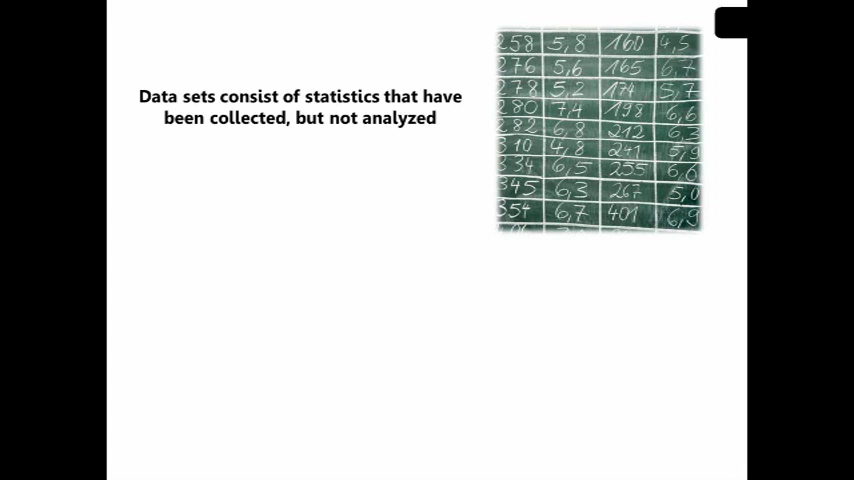 Data sets consist of statistics that have
been collected, but not analyzed
258 5,8 160 4,5
276 5,6 165 6,7
278 5,2 174 5,7
280 7,4 198 6,6
282 6,8 212 6,3
310 4,8 241 5,9
334 6,5 255 6,6
345 6,3 267 5,0
354 6,7 401 6,9